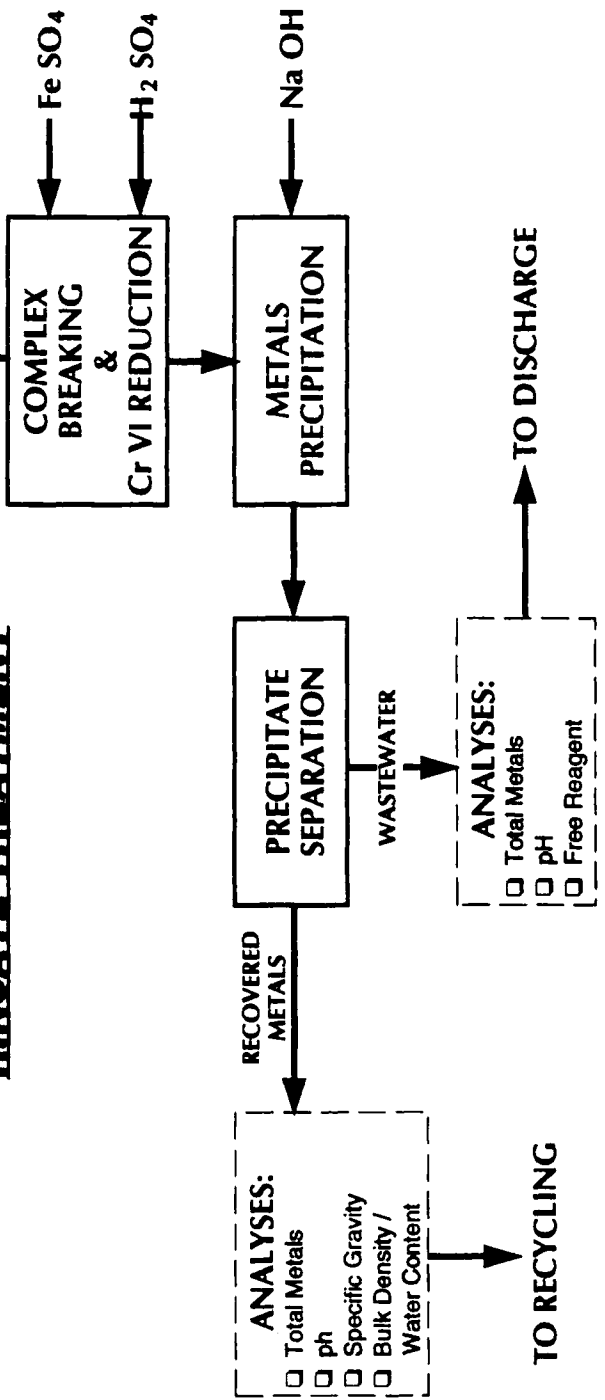 RINSATE TREATMENT
COMPLEX
BREAKING
&
Cr VI REDUCTION
Fe SO4
H2 SO4
METALS
PRECIPITATION
Na OH
PRECIPITATE
SEPARATION
RECOVERED
METALS
WASTEWATER
ANALYSES:
❑ Total Metals
❑ ph
❑ Specific Gravity
❑ Bulk Density /
Water Content
TO RECYCLING
ANALYSES:
❑ Total Metals
❑ pH
❑ Free Reagent
TO DISCHARGE